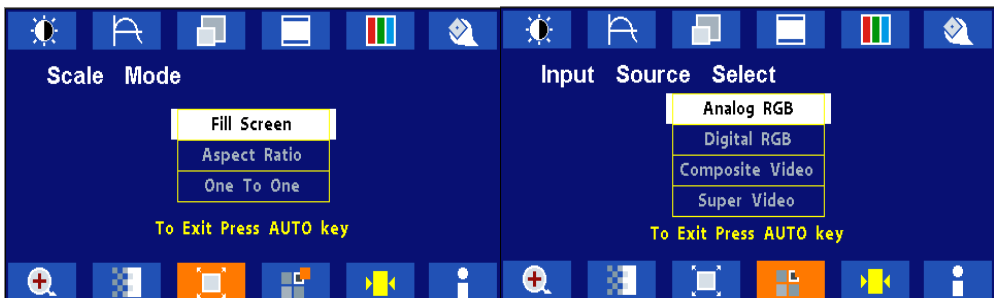 Scale Mode
Fill Screen
Aspect Ratio
One To One
To Exit Press AUTO key
Input Source Select
Analog RGB
Digital RGB
Composite Video
Super Video
To Exit Press AUTO key